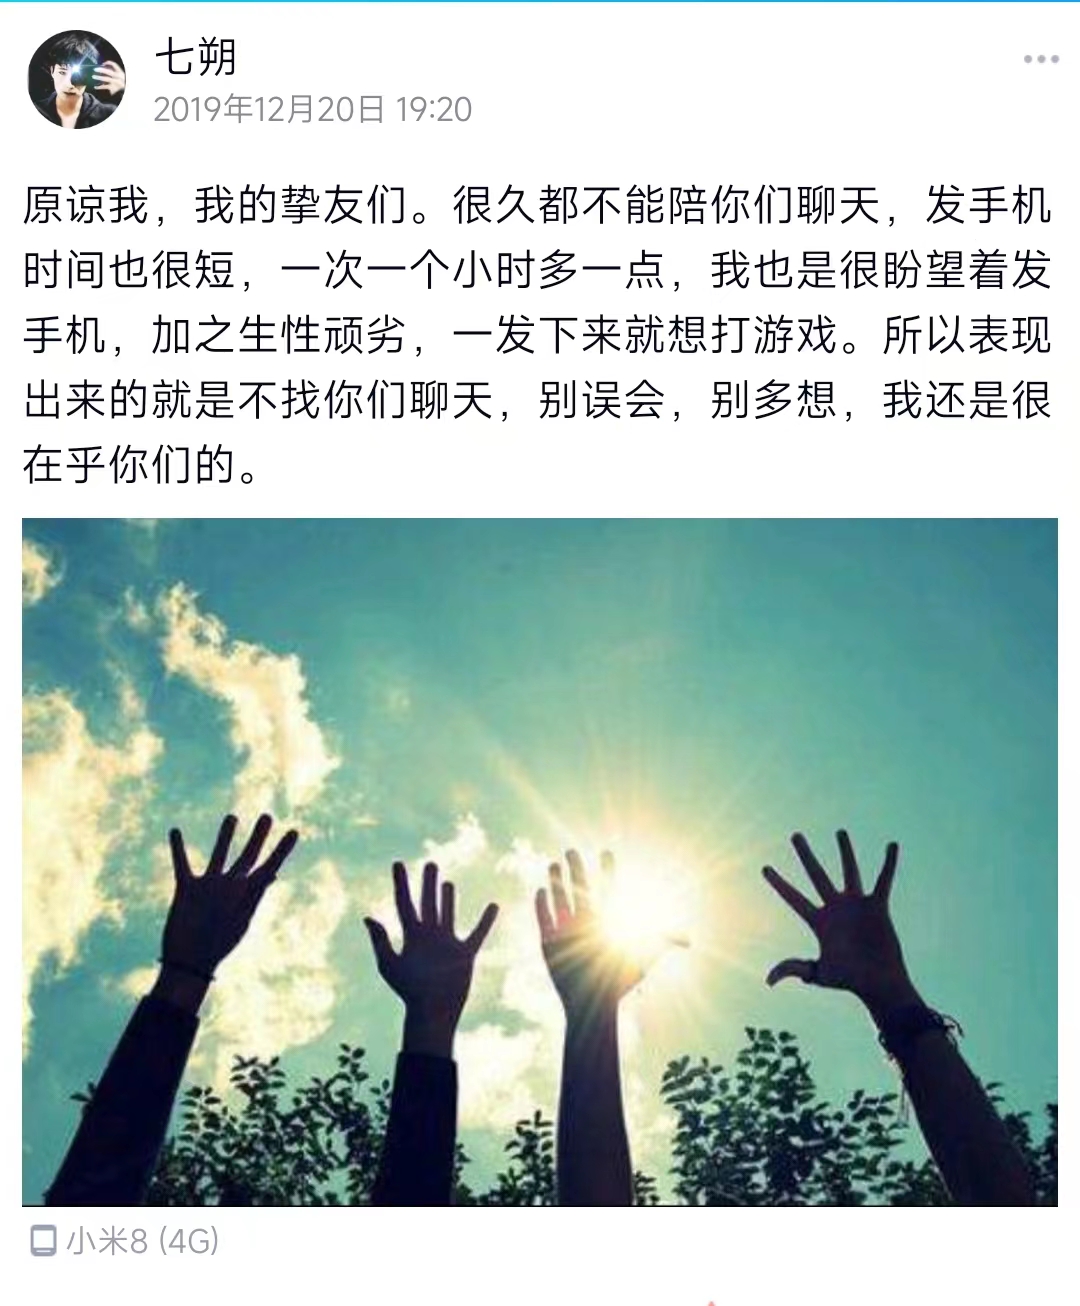 七朔
2019年12月20日 19:20
原谅我，我的挚友们。很久都不能陪你们聊天，发手机
时间也很短，一次一个小时多一点，我也是很盼望着发
手机，加之生性顽劣，一发下来就想打游戏。所以表现
出来的就是不找你们聊天，别误会，别多想，我还是很
在乎你们的。
小米8 (4G)